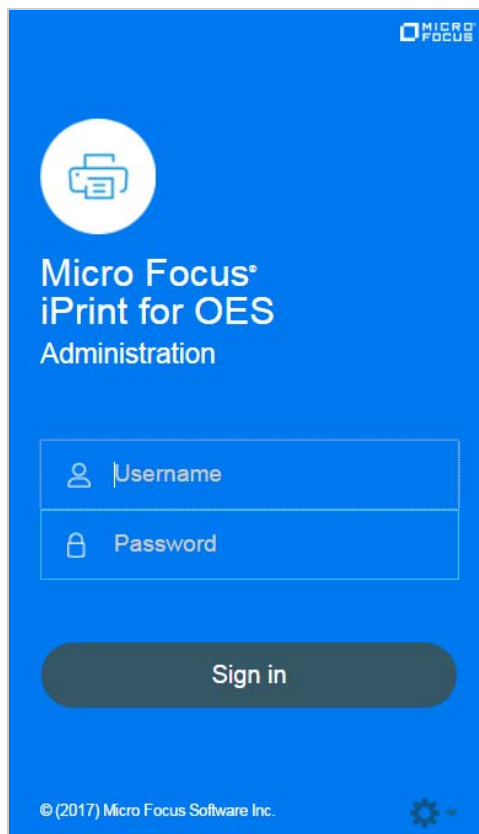 MICRO
FOCUS
Micro Focus®
iPrint for OES
Administration
Username
Password
Sign in
© (2017) Micro Focus Software Inc.